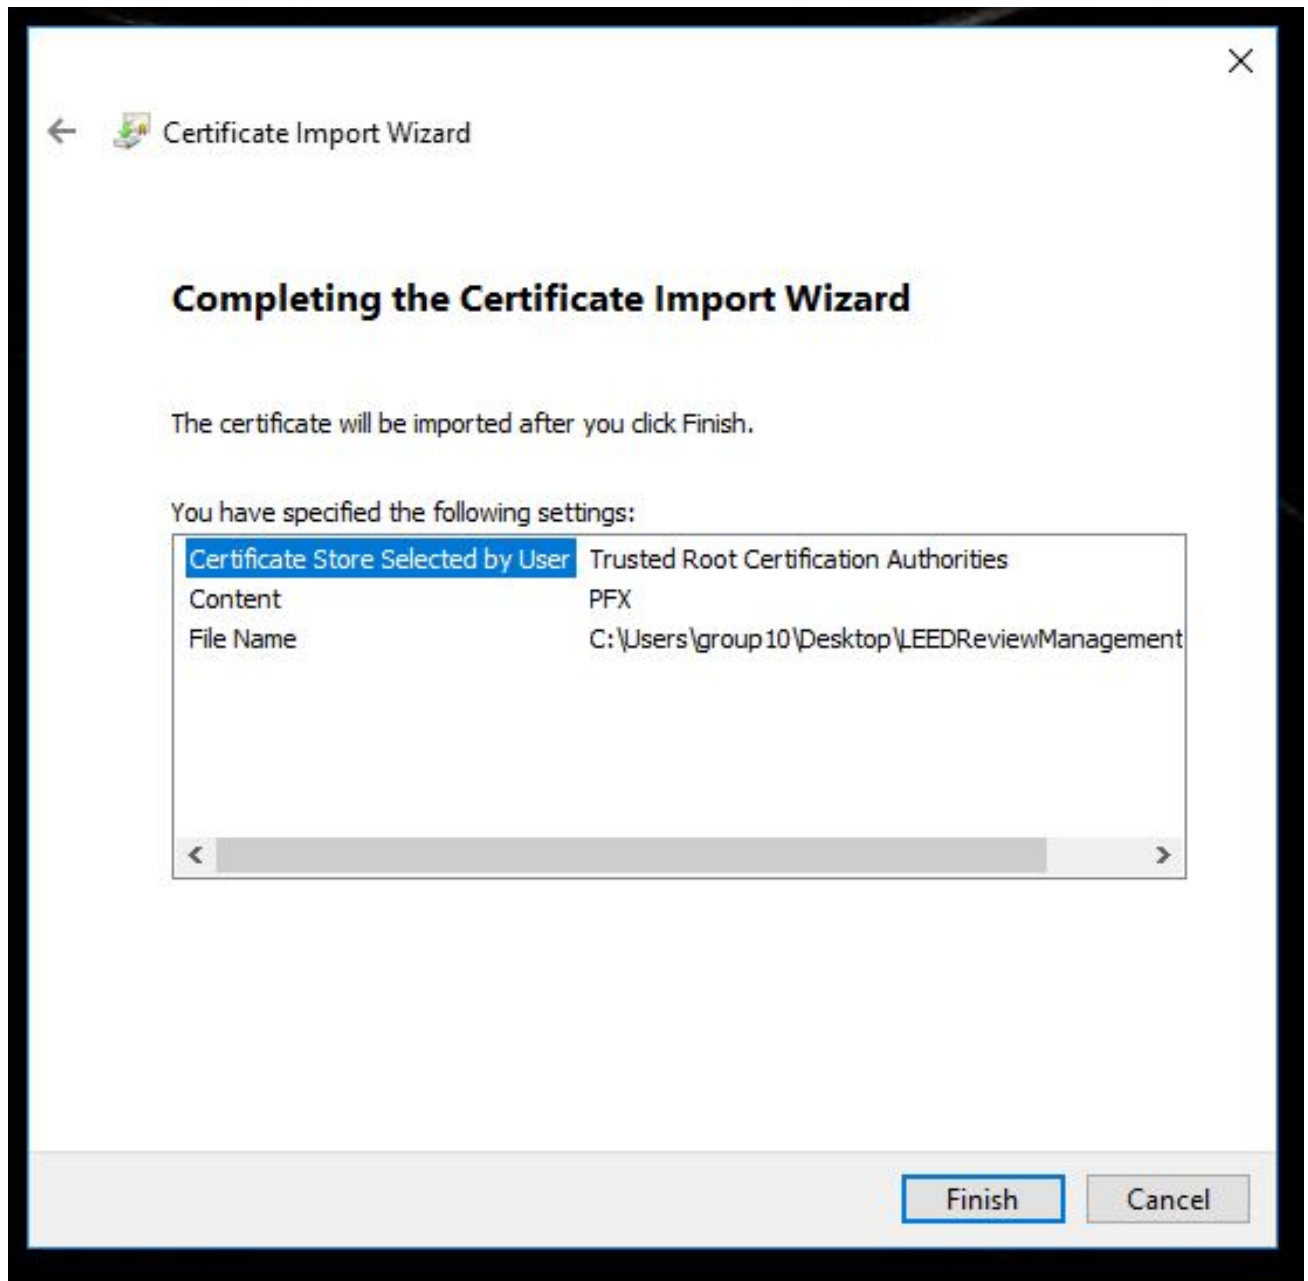 Certificate Import Wizard
Completing the Certificate Import Wizard
The certificate will be imported after you click Finish.
You have specified the following settings:
Certificate Store Selected by User Trusted Root Certification Authorities
Content PFX
File Name C:\Users\group10\Desktop\LEEDReviewManagement
Finish Cancel